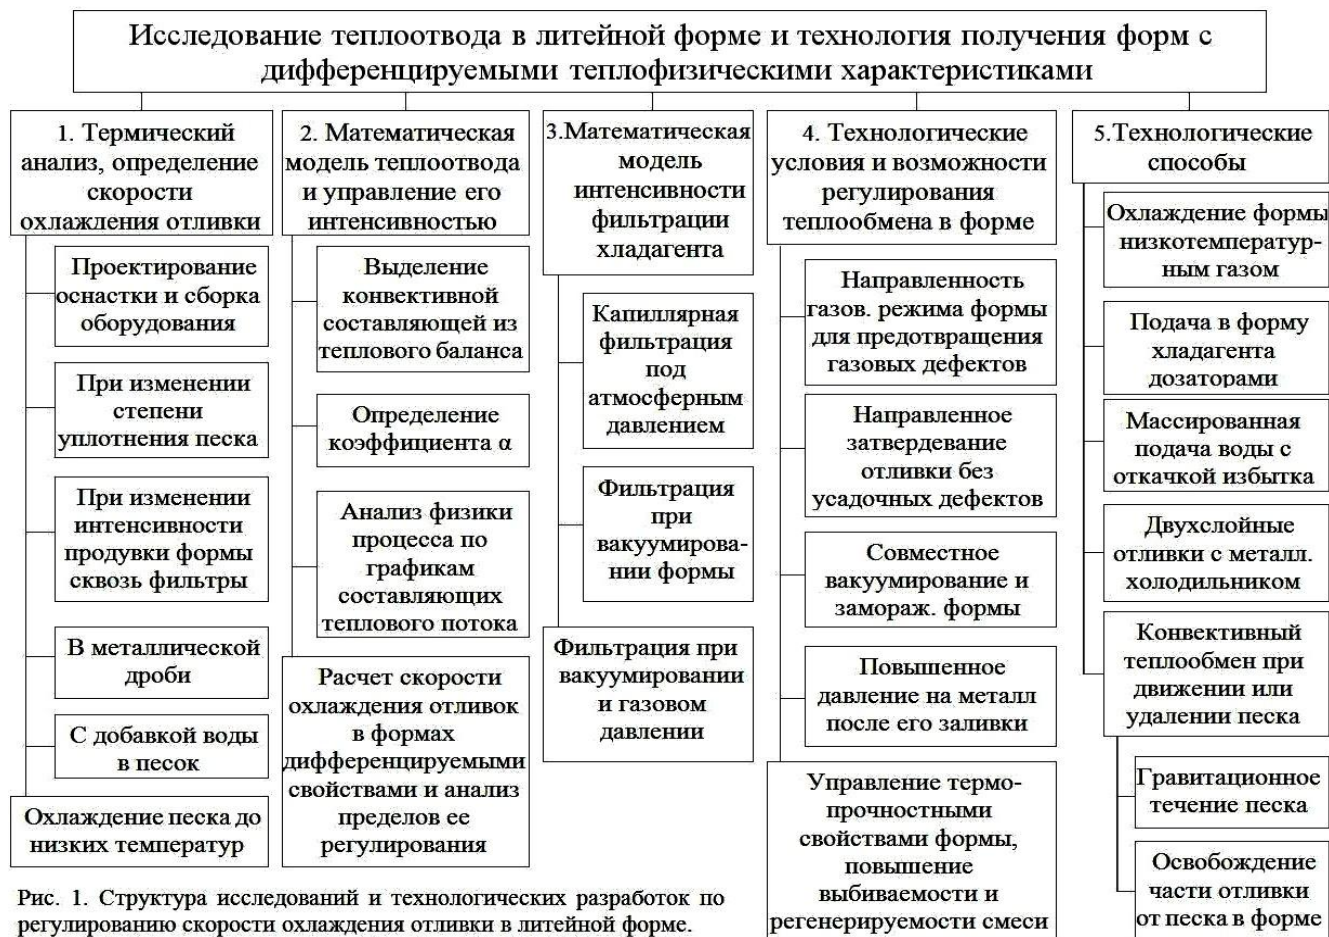 Исследование теплоотвода в литейной форме и технология получения форм с
дифференцируемыми теплофизическими характеристиками
1. Термический
анализ, определение
скорости
охлаждения отливки
Проектирование
оснастки и сборка
оборудования
При изменении
степени
уплотнения песка
При изменении
интенсивности
продувки формы
сквозь фильтры
В металлической
дроби
С добавкой воды
в песок
Охлаждение песка до
низких температур
2. Математическая
модель теплоотвода
и управление его
интенсивностью
Выделение
конвективной
составляющей из
теплового баланса
Определение
коэффициента α
Анализ физики
процесса по
графикам
составляющих
теплового потока
Расчет скорости
охлаждения отливок
в формах
дифференцируемыми
свойствами и анализ
пределов ее
регулирования
3.Математическая
модель
интенсивности
фильтрации
хладагента
Капиллярная
фильтрация
под
атмосферным
давлением
Фильтрация
при
вакуумирова-
нии формы
Фильтрация при
вакуумировании
и газовом
давлении
4. Технологические
условия и возможности
регулирования
теплообмена в форме
Направленность
газов. режима формы
для предотвращения
газовых дефектов
Направленное
затвердевание
отливки без
усадочных дефектов
Совместное
вакуумирование и
замораж. формы
Повышенное
давление на металл
после его заливки
Управление термо-
прочностными
свойствами формы,
повышение
выбиваемости и
регенерируемости смеси
5.Технологические
способы
Охлаждение формы
низкотемператур-
ным газом
Подача в форму
хладагента
дозаторами
Массированная
подача воды с
откачкой избытка
Двухслойные
отливки с металл.
холодильником
Конвективный
теплообмен при
движении или
удалении песка
Гравитационное
течение песка
Освобождение
части отливки
от песка в форме
Рис. 1. Структура исследований и технологических разработок по
регулированию скорости охлаждения отливки в литейной форме.